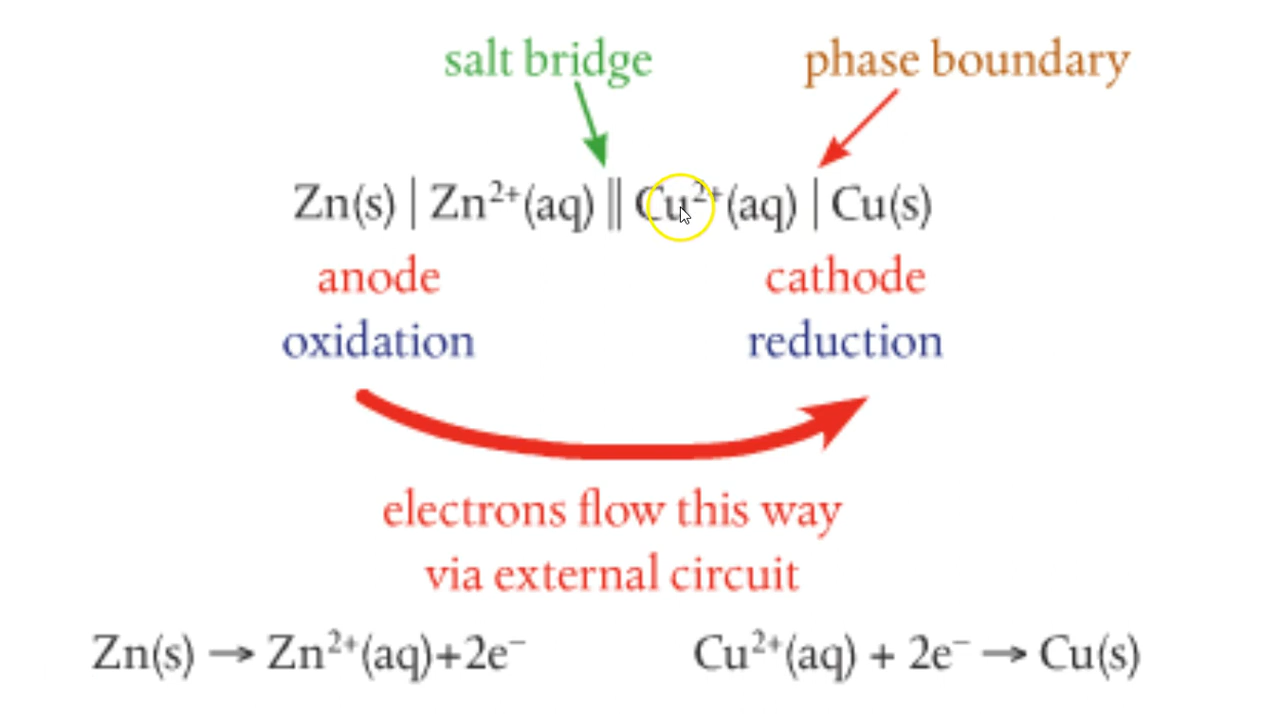 salt bridge phase boundary
Zn(s) | Zn²⁺(aq) || Cu²⁺(aq) | Cu(s)
anode cathode
oxidation reduction
electrons flow this way
via external circuit
Zn(s) → Zn²⁺(aq)+2e⁻ Cu²⁺(aq) + 2e⁻ → Cu(s)